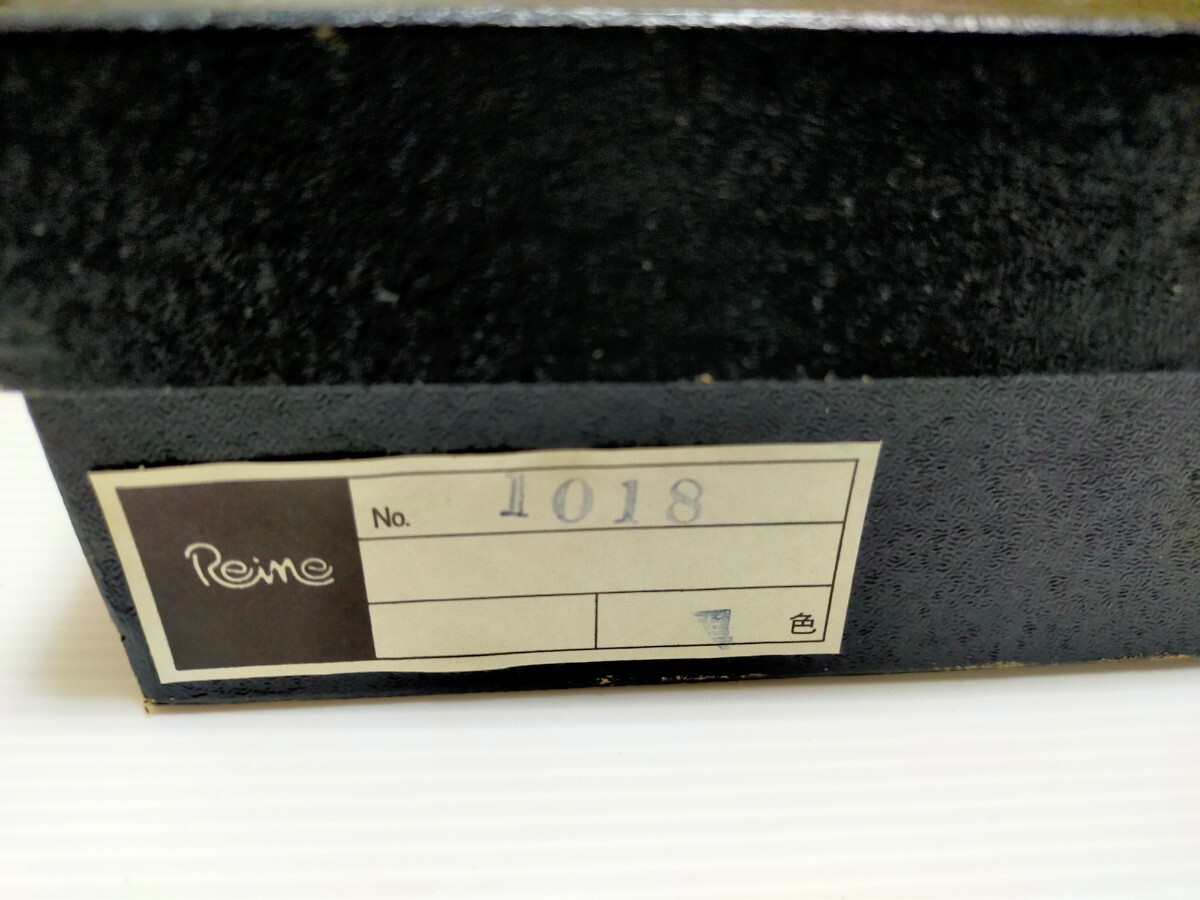 No. 1018
Reine
色